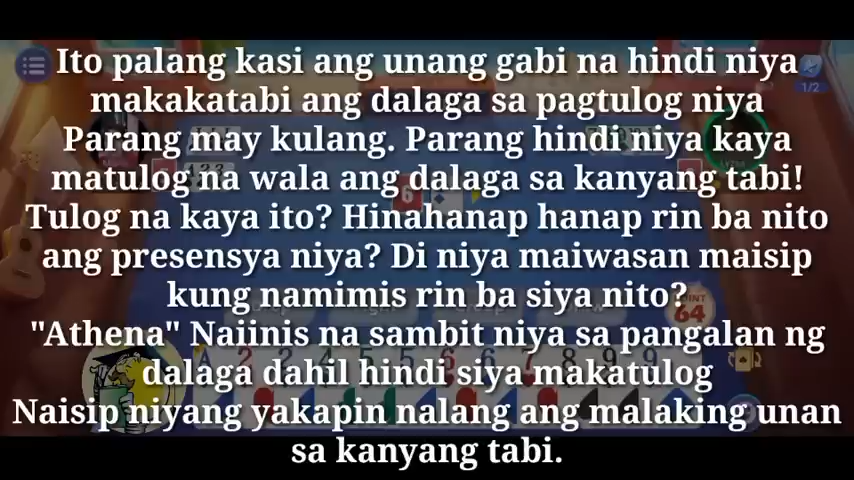 Ito palang kasi ang unang gabi na hindi niya
makakatabi ang dalaga sa pagtulog niya
Parang may kulang. Parang hindi niya kaya
matulog na wala ang dalaga sa kanyang tabi!
Tulog na kaya ito? Hinahanap hanap rin ba nito
ang presensya niya? Di niya maiwasan maisip
kung namimis rin ba siya nito?
"Athena" Naiinis na sambit niya sa pangalan ng
dalaga dahil hindi siya makatulog
Naisip niyang yakapin nalang ang malaking unan
sa kanyang tabi.
1/2
64